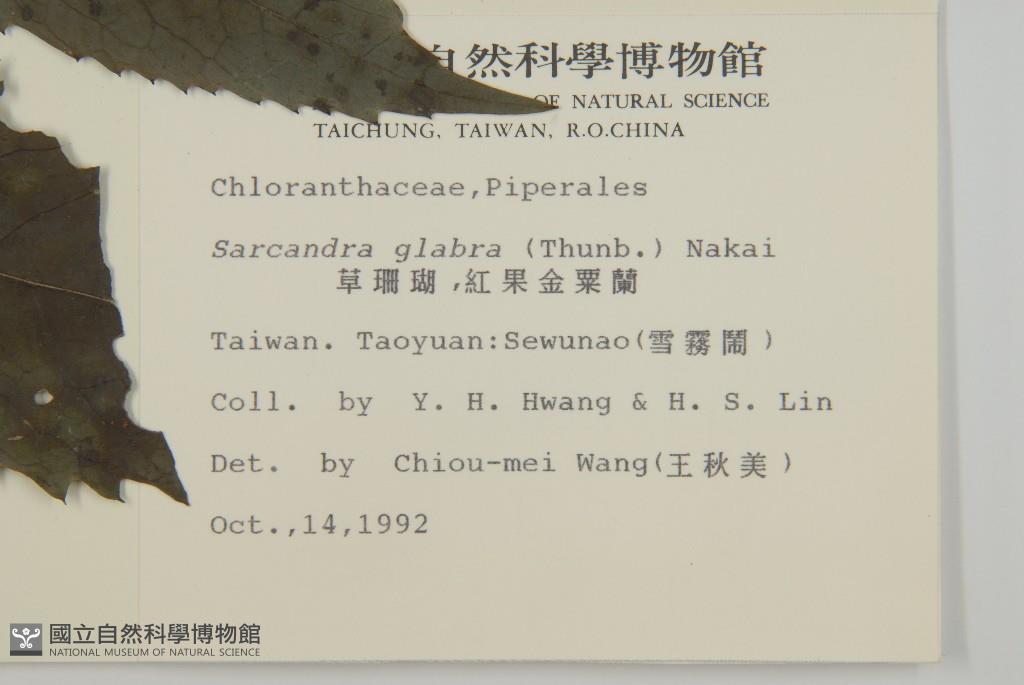 自然科學博物館
OF NATURAL SCIENCE
TAICHUNG, TAIWAN, R.O.CHINA
Chloranthaceae,Piperales
Sarcandra glabra (Thunb.) Nakai
草珊瑚,紅果金粟蘭
Taiwan. Taoyuan:Sewunao(雪霧鬧)
Coll. by Y. H. Hwang & H. S. Lin
Det. by Chiou-mei Wang(王秋美)
Oct.,14,1992
國立自然科學博物館
NATIONAL MUSEUM OF NATURAL SCIENCE